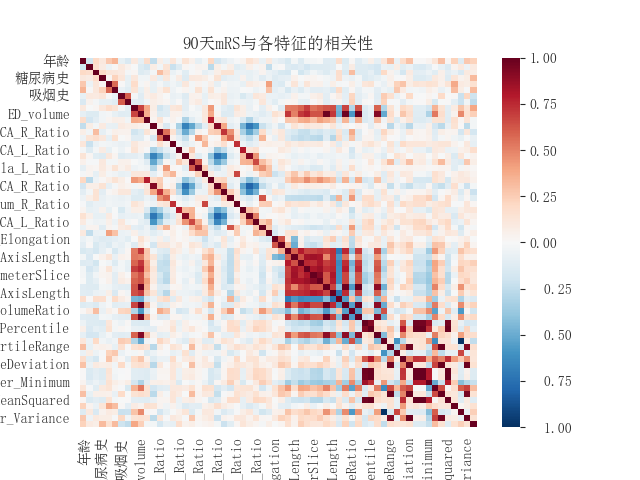 90天mRS与各特征的相关性
年龄
糖尿病史
吸烟史
ED_volume
CA_R_Ratio
CA_L_Ratio
la_L_Ratio
CA_R_Ratio
um_R_Ratio
CA_L_Ratio
Elongation
AxisLength
meterSlice
AxisLength
olumeRatio
Percentile
rtileRange
eDeviation
er_Minimum
eanSquared
r_Variance
1.00
0.75
0.50
0.25
0.00
0.25
0.50
0.75
1.00
年龄
尿病史
吸烟史
volume
_Ratio
_Ratio
_Ratio
_Ratio
_Ratio
_Ratio
gation
Length
rSlice
Length
eRatio
entile
eRange
iation
inimum
quared
riance